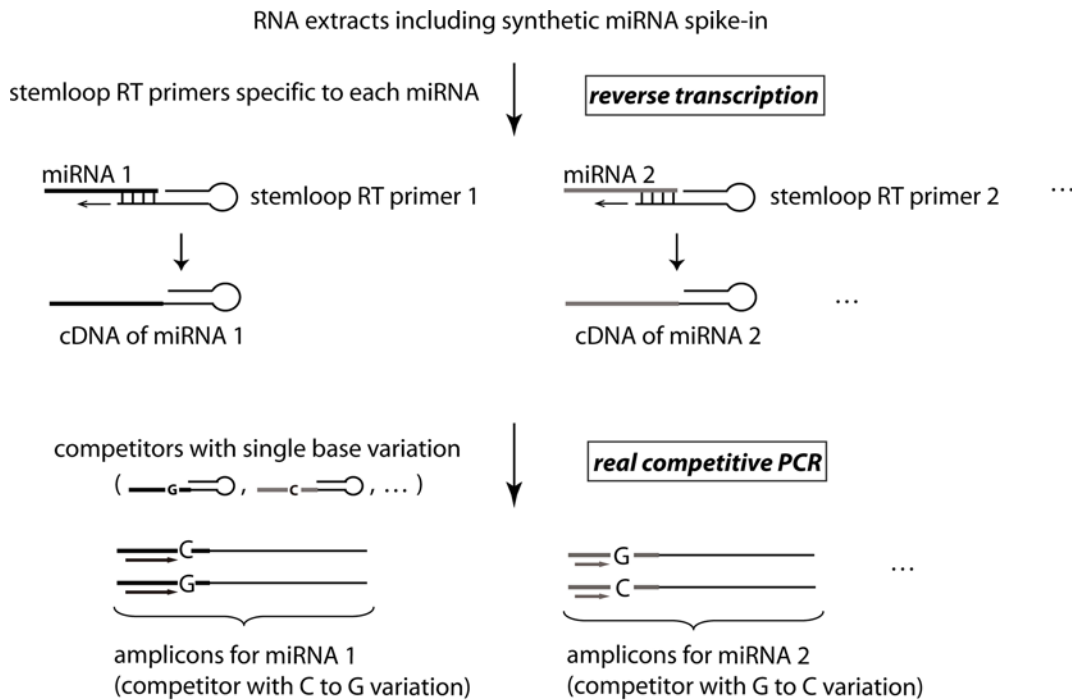 RNA extracts including synthetic miRNA spike-in
stemloop RT primers specific to each miRNA
reverse transcription
miRNA 1
stemloop RT primer 1
miRNA 2
stemloop RT primer 2
...
cDNA of miRNA 1
cDNA of miRNA 2
...
competitors with single base variation
( G , C , ... )
real competitive PCR
C
G
G
C
...
amplicons for miRNA 1
(competitor with C to G variation)
amplicons for miRNA 2
(competitor with G to C variation)